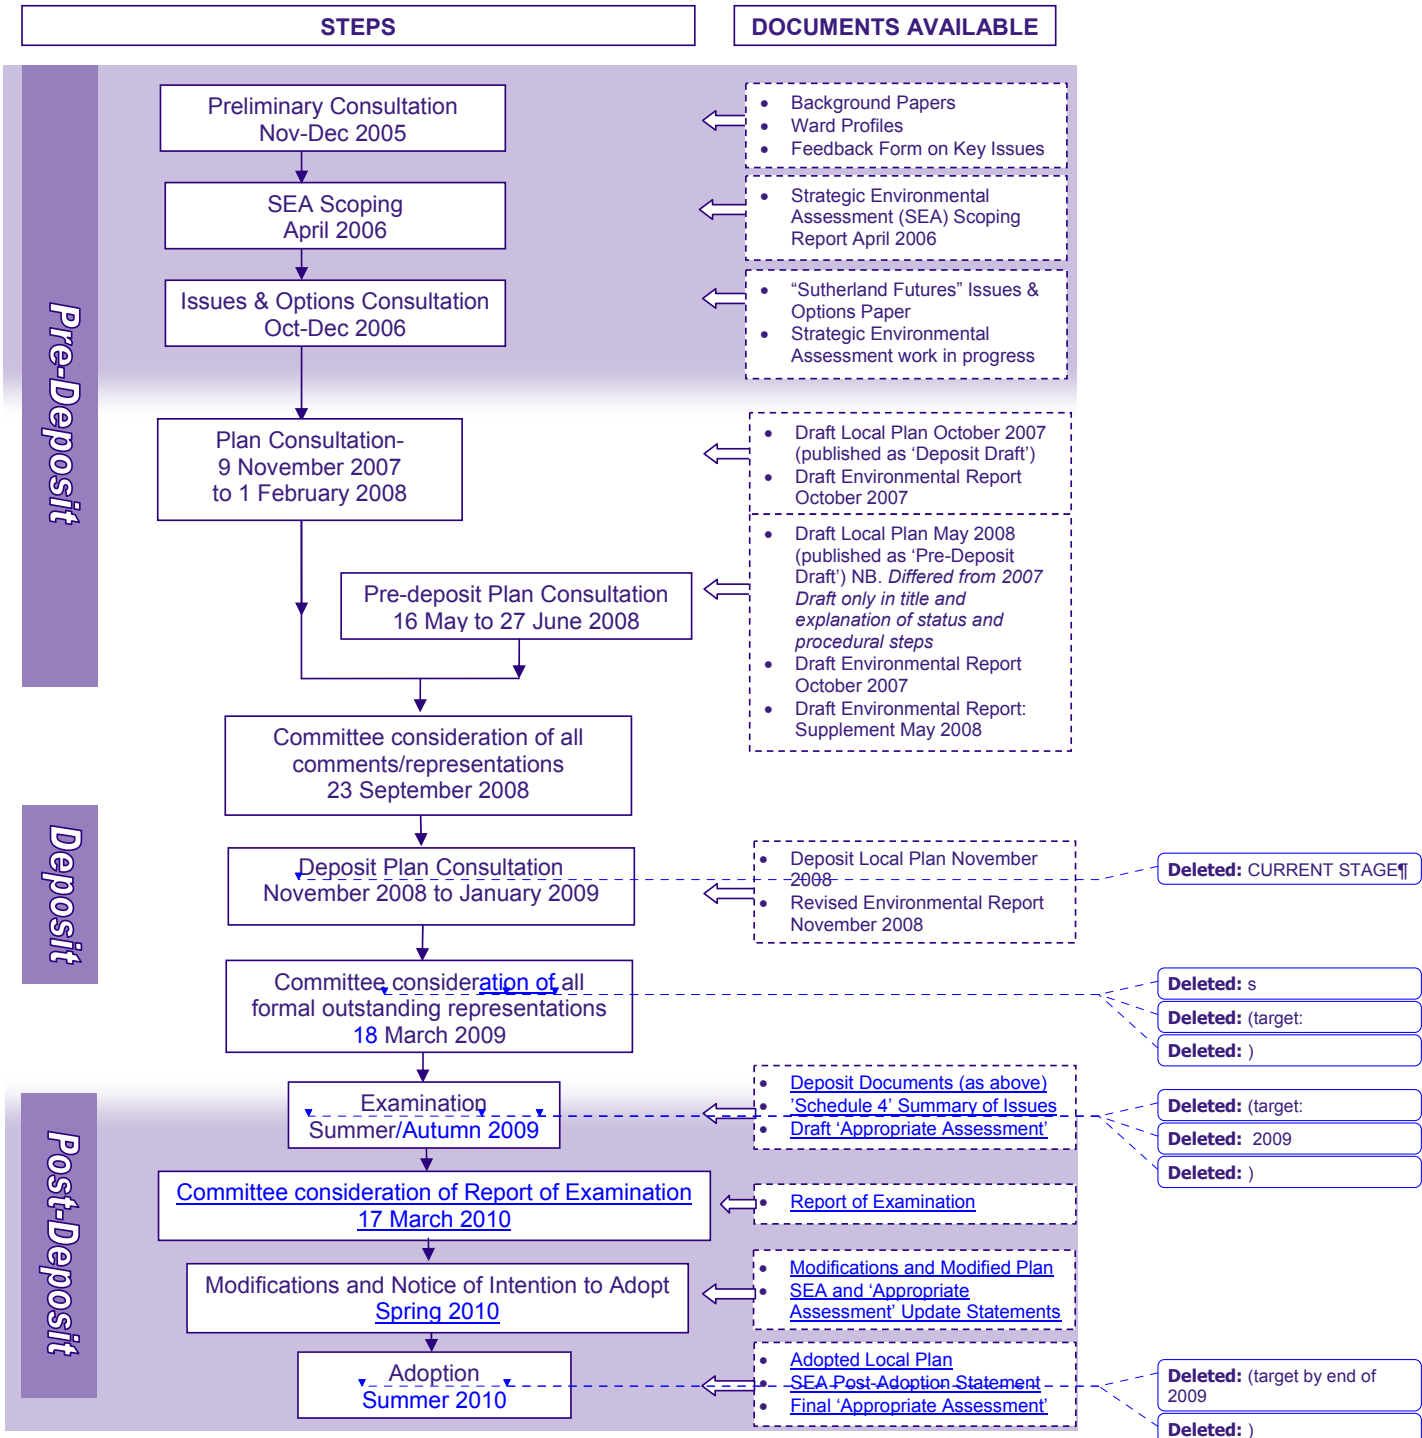 STEPS
DOCUMENTS AVAILABLE
Pre-Deposit
Preliminary Consultation
Nov-Dec 2005
• Background Papers
• Ward Profiles
• Feedback Form on Key Issues
SEA Scoping
April 2006
• Strategic Environmental
Assessment (SEA) Scoping
Report April 2006
Issues & Options Consultation
Oct-Dec 2006
• “Sutherland Futures” Issues &
Options Paper
• Strategic Environmental
Assessment work in progress
Plan Consultation-
9 November 2007
to 1 February 2008
• Draft Local Plan October 2007
(published as ‘Deposit Draft’)
• Draft Environmental Report
October 2007
Pre-deposit Plan Consultation
16 May to 27 June 2008
• Draft Local Plan May 2008
(published as ‘Pre-Deposit
Draft’) NB. Differed from 2007
Draft only in title and
explanation of status and
procedural steps
• Draft Environmental Report
October 2007
• Draft Environmental Report:
Supplement May 2008
Committee consideration of all
comments/representations
23 September 2008
Deposit
Deposit Plan Consultation
November 2008 to January 2009
• Deposit Local Plan November
2008
• Revised Environmental Report
November 2008
Deleted: CURRENT STAGE¶
Committee consideration of all
formal outstanding representations
18 March 2009
Deleted: s
Deleted: (target:
Deleted: )
Post-Deposit
Examination
Summer/Autumn 2009
• Deposit Documents (as above)
• ’Schedule 4’ Summary of Issues
• Draft ‘Appropriate Assessment’
Deleted: (target:
Deleted: 2009
Deleted: )
Committee consideration of Report of Examination
17 March 2010
• Report of Examination
Modifications and Notice of Intention to Adopt
Spring 2010
• Modifications and Modified Plan
• SEA and ‘Appropriate
Assessment’ Update Statements
Adoption
Summer 2010
• Adopted Local Plan
• SEA Post-Adoption Statement
• Final ‘Appropriate Assessment’
Deleted: (target by end of
2009
Deleted: )